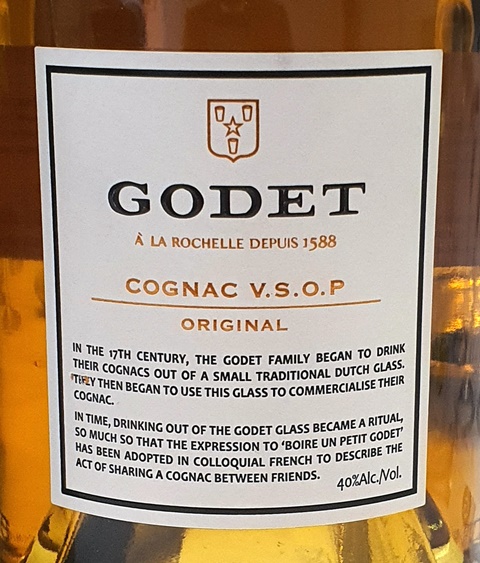 GODET
À LA ROCHELLE DEPUIS 1588
COGNAC V.S.O.P
ORIGINAL
IN THE 17TH CENTURY, THE GODET FAMILY BEGAN TO DRINK
THEIR COGNACS OUT OF A SMALL TRADITIONAL DUTCH GLASS.
THEY THEN BEGAN TO USE THIS GLASS TO COMMERCIALISE THEIR
COGNAC.
IN TIME, DRINKING OUT OF THE GODET GLASS BECAME A RITUAL,
SO MUCH SO THAT THE EXPRESSION TO ‘BOIRE UN PETIT GODET’
HAS BEEN ADOPTED IN COLLOQUIAL FRENCH TO DESCRIBE THE
ACT OF SHARING A COGNAC BETWEEN FRIENDS.
40%Alc./Vol.